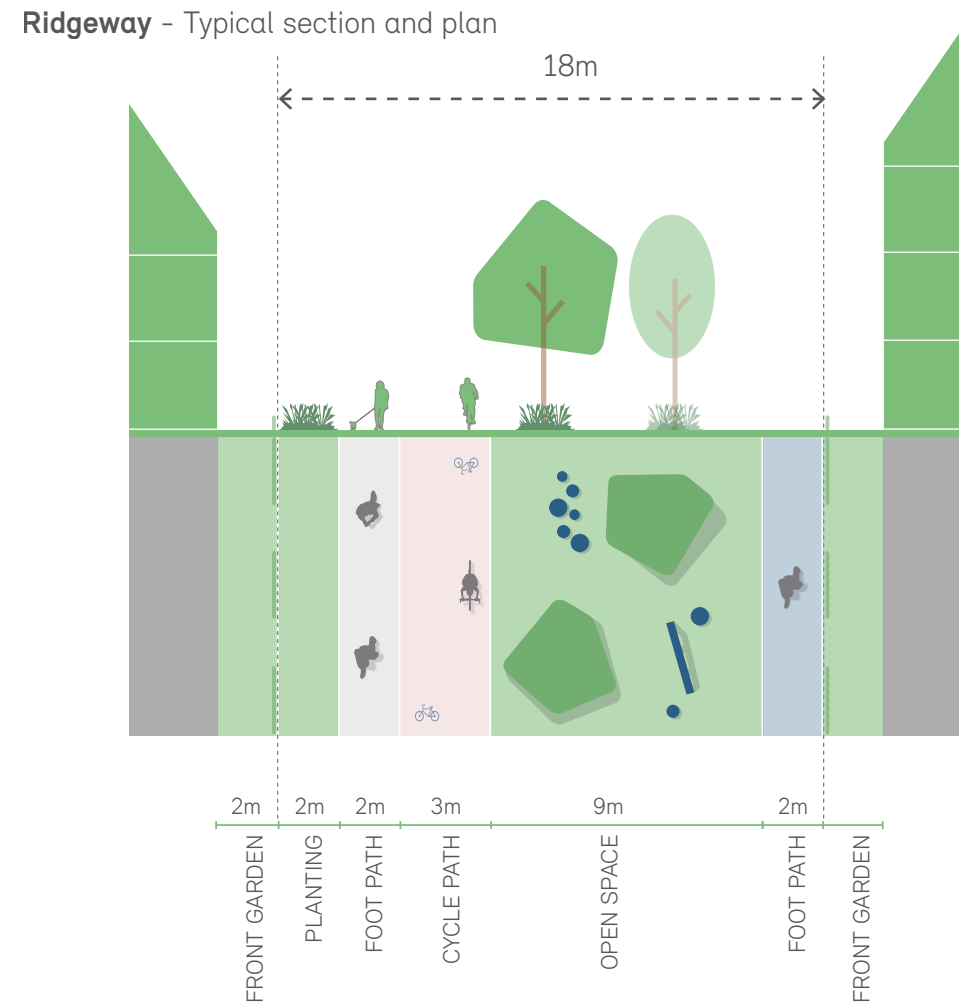 Ridgeway - Typical section and plan
18m
2m 2m 2m 3m 9m 2m
FRONT GARDEN
PLANTING
FOOT PATH
CYCLE PATH
OPEN SPACE
FOOT PATH
FRONT GARDEN